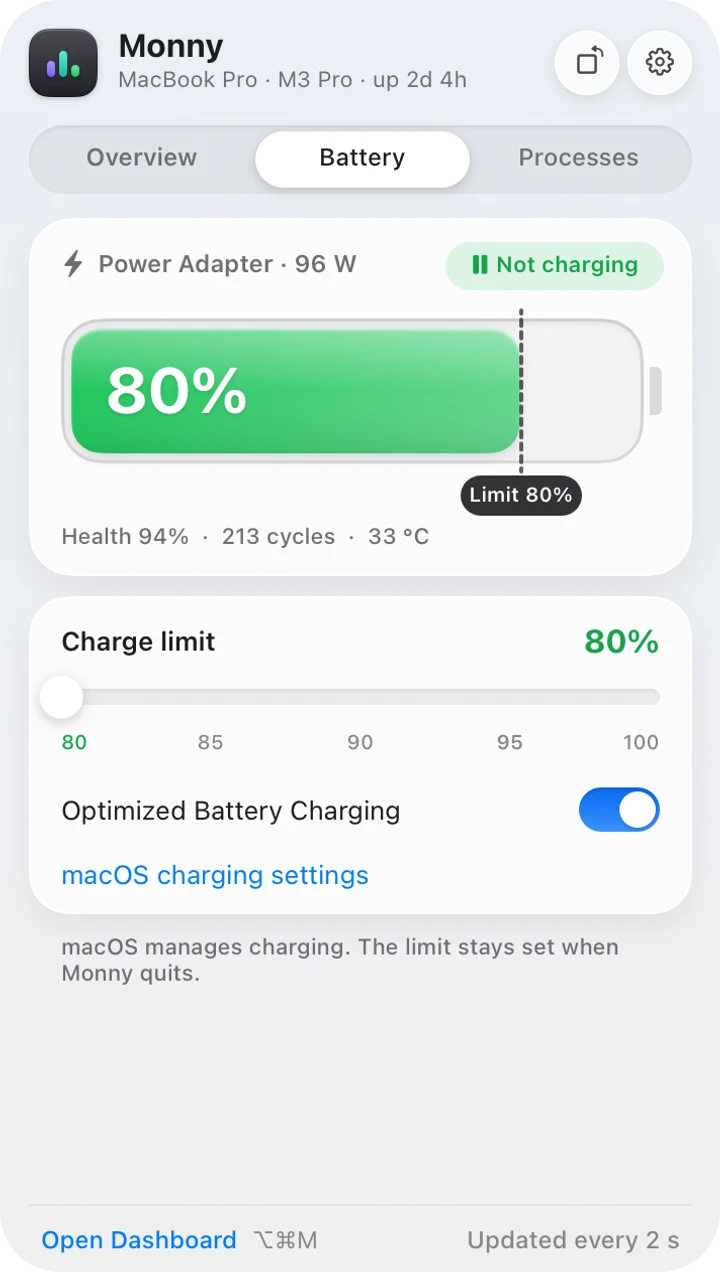 Monny
MacBook Pro · M3 Pro · up 2d 4h
Overview
Battery
Processes
Power Adapter · 96 W
Not charging
80%
Limit 80%
Health 94% · 213 cycles · 33 °C
Charge limit
80%
80 85 90 95 100
Optimized Battery Charging
macOS charging settings
macOS manages charging. The limit stays set when
Monny quits.
Open Dashboard ⌥⌘M
Updated every 2 s